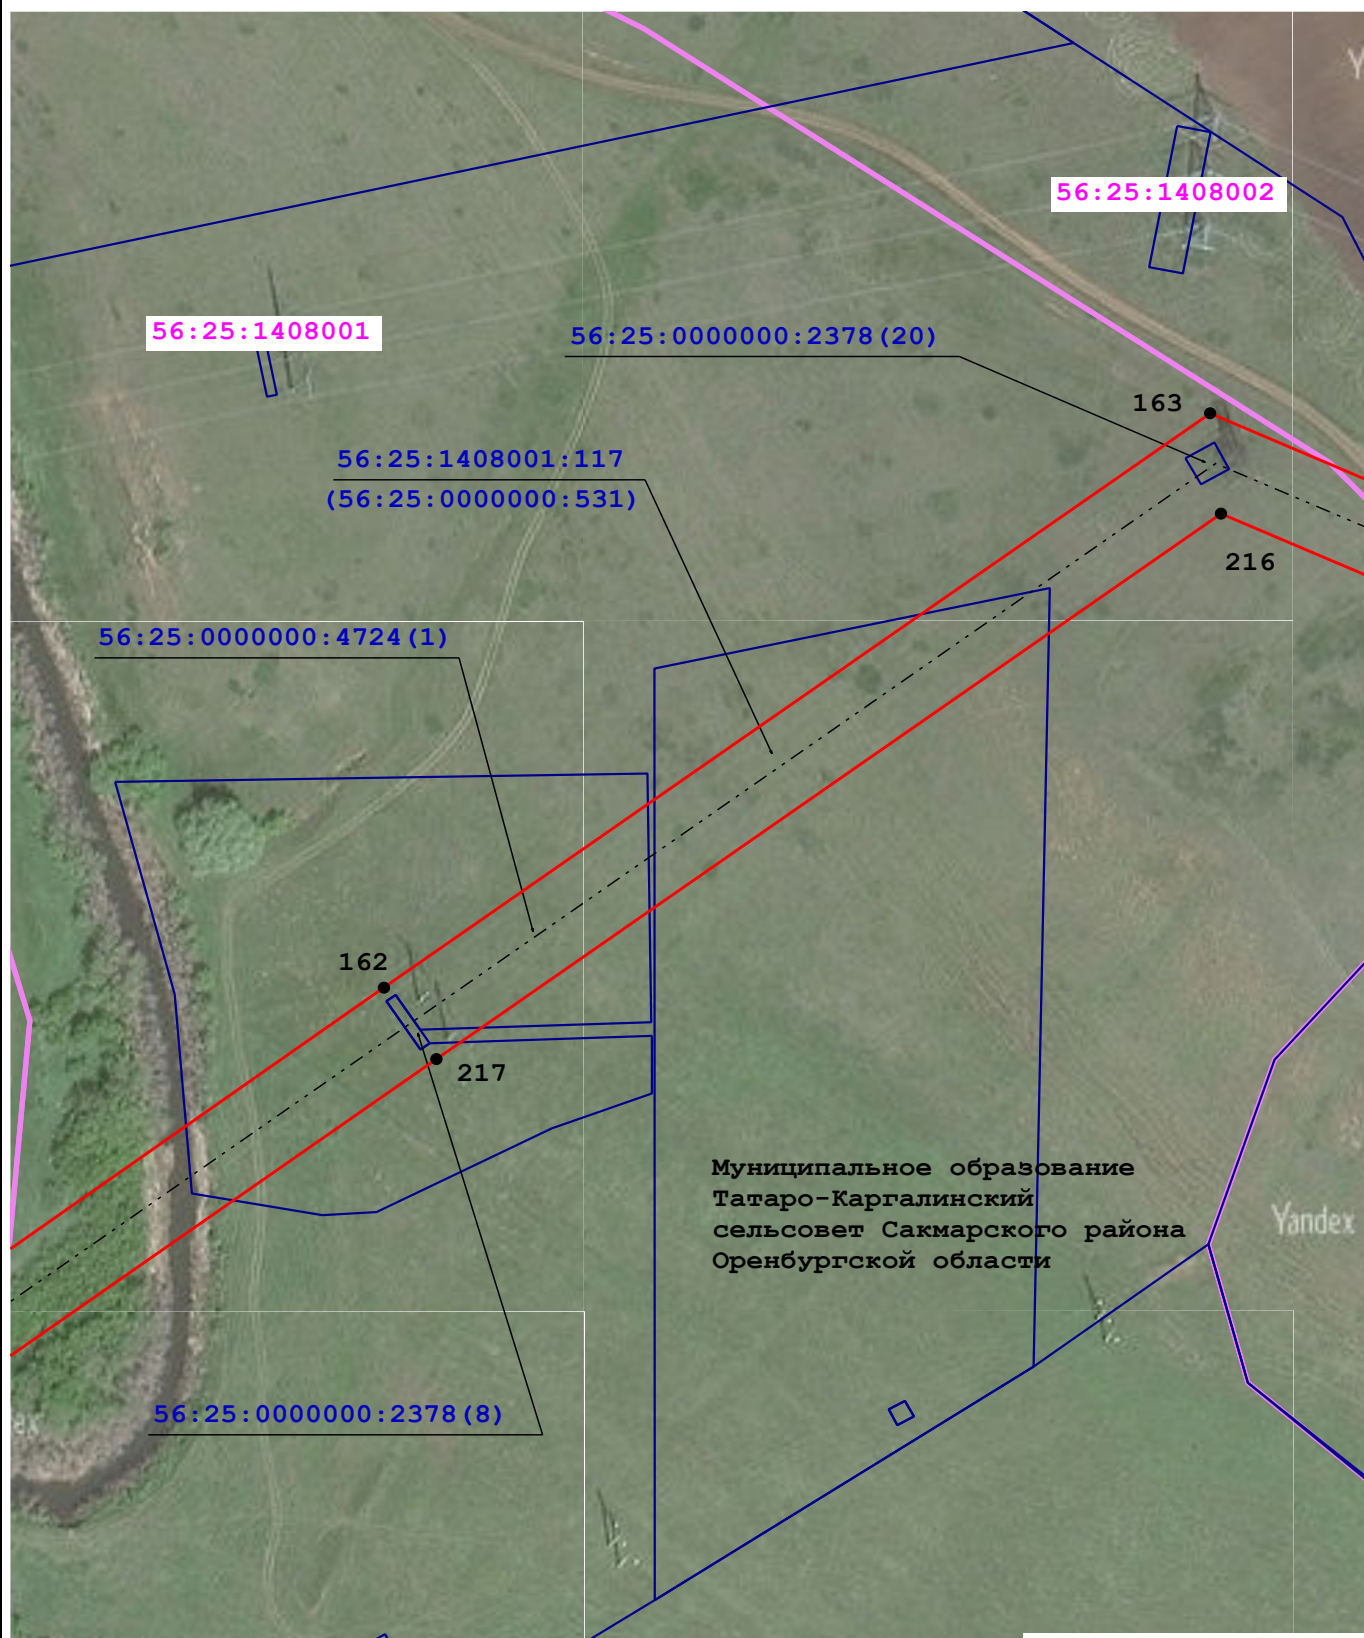 56:25:1408002
56:25:1408001
56:25:0000000:2378(20)
163
56:25:1408001:117
(56:25:0000000:531)
216
56:25:0000000:4724(1)
162
217
Муниципальное образование
Татаро-Каргалинский
сельсовет Сакмарского района
Оренбургской области
Yandex
56:25:0000000:2378(8)